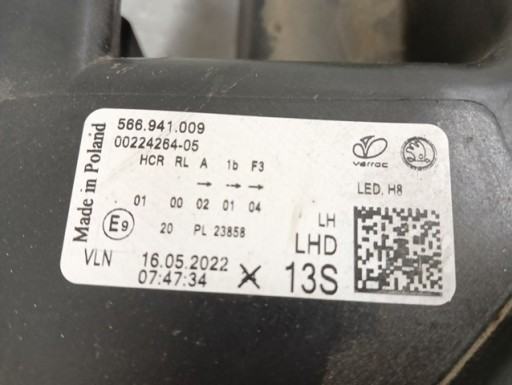 Made in Poland
566.941.009
00224264-05
HCR RL A 1b F3
→ → →
01 00 02 01 04
E9
20 PL 23858
VLN 16.05.2022
07:47:34
varroc
LED, H8
LH
LHD
X 13S